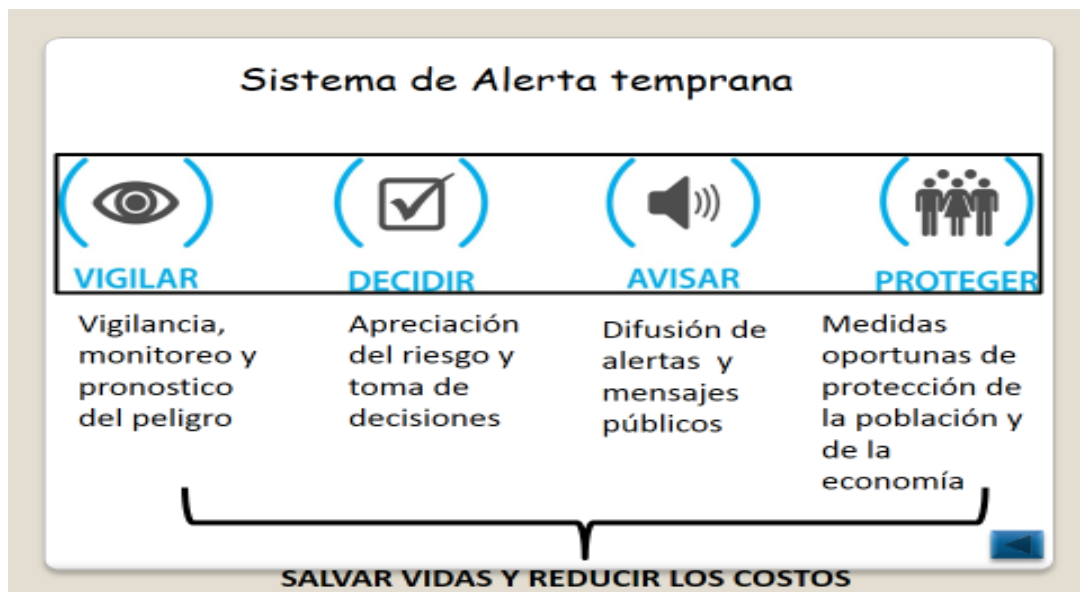 Sistema de Alerta temprana
VIGILAR
DECIDIR
AVISAR
PROTEGER
Vigilancia,
monitoreo y
pronostico
del peligro
Apreciación
del riesgo y
toma de
decisiones
Difusión de
alertas y
mensajes
públicos
Medidas
oportunas de
protección de
la población y
de la
economía
SALVAR VIDAS Y REDUCIR LOS COSTOS